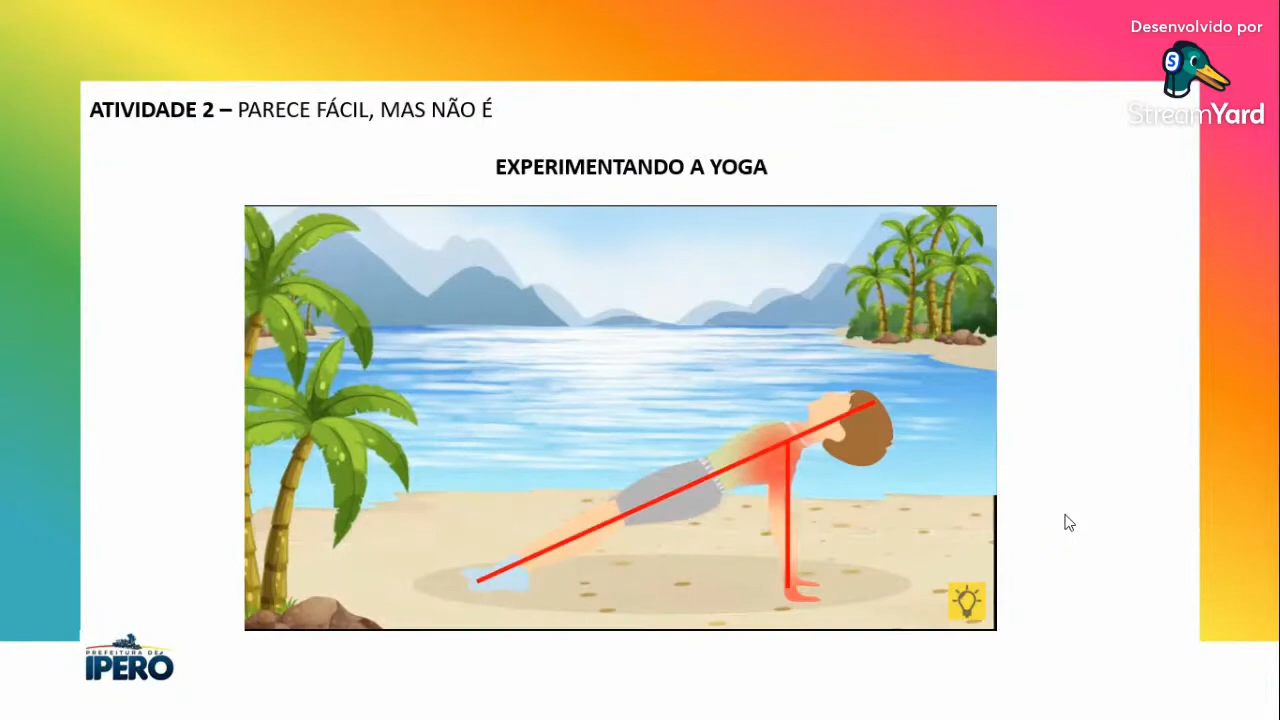 Desenvolvido por
StreamYard
ATIVIDADE 2 – PARECE FÁCIL, MAS NÃO É
EXPERIMENTANDO A YOGA
PREFEITURA DE
IPERÓ